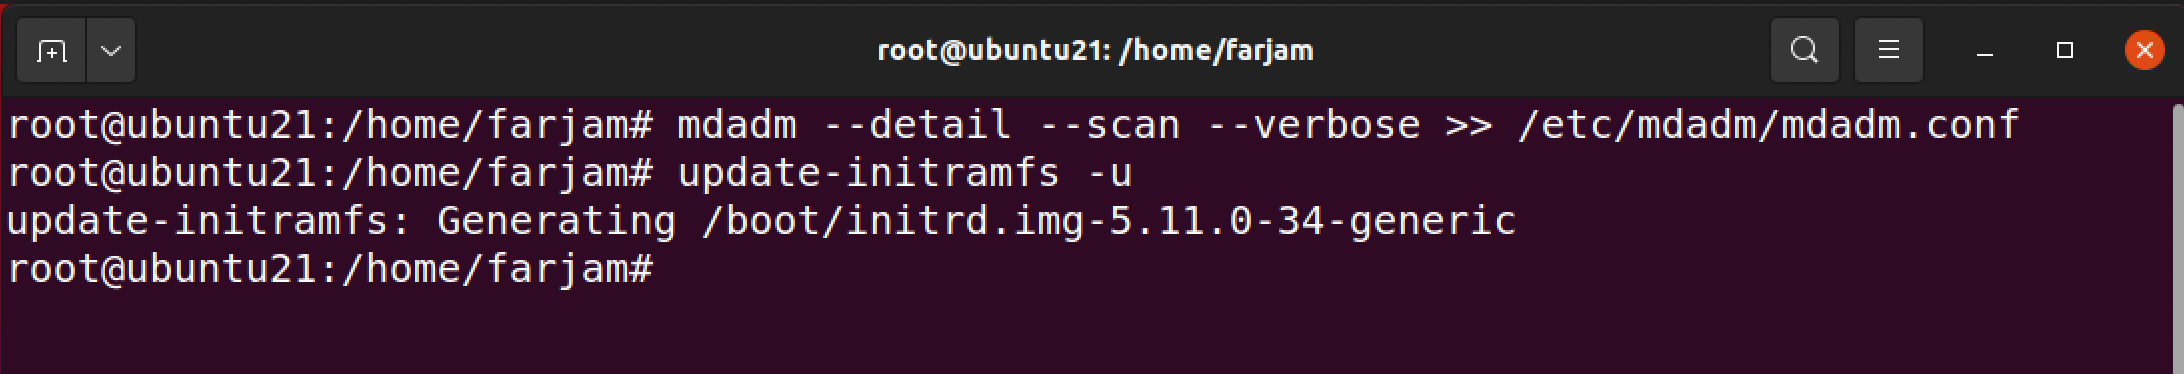 root@ubuntu21: /home/farjam
root@ubuntu21:/home/farjam# mdadm --detail --scan --verbose >> /etc/mdadm/mdadm.conf
root@ubuntu21:/home/farjam# update-initramfs -u
update-initramfs: Generating /boot/initrd.img-5.11.0-34-generic
root@ubuntu21:/home/farjam#